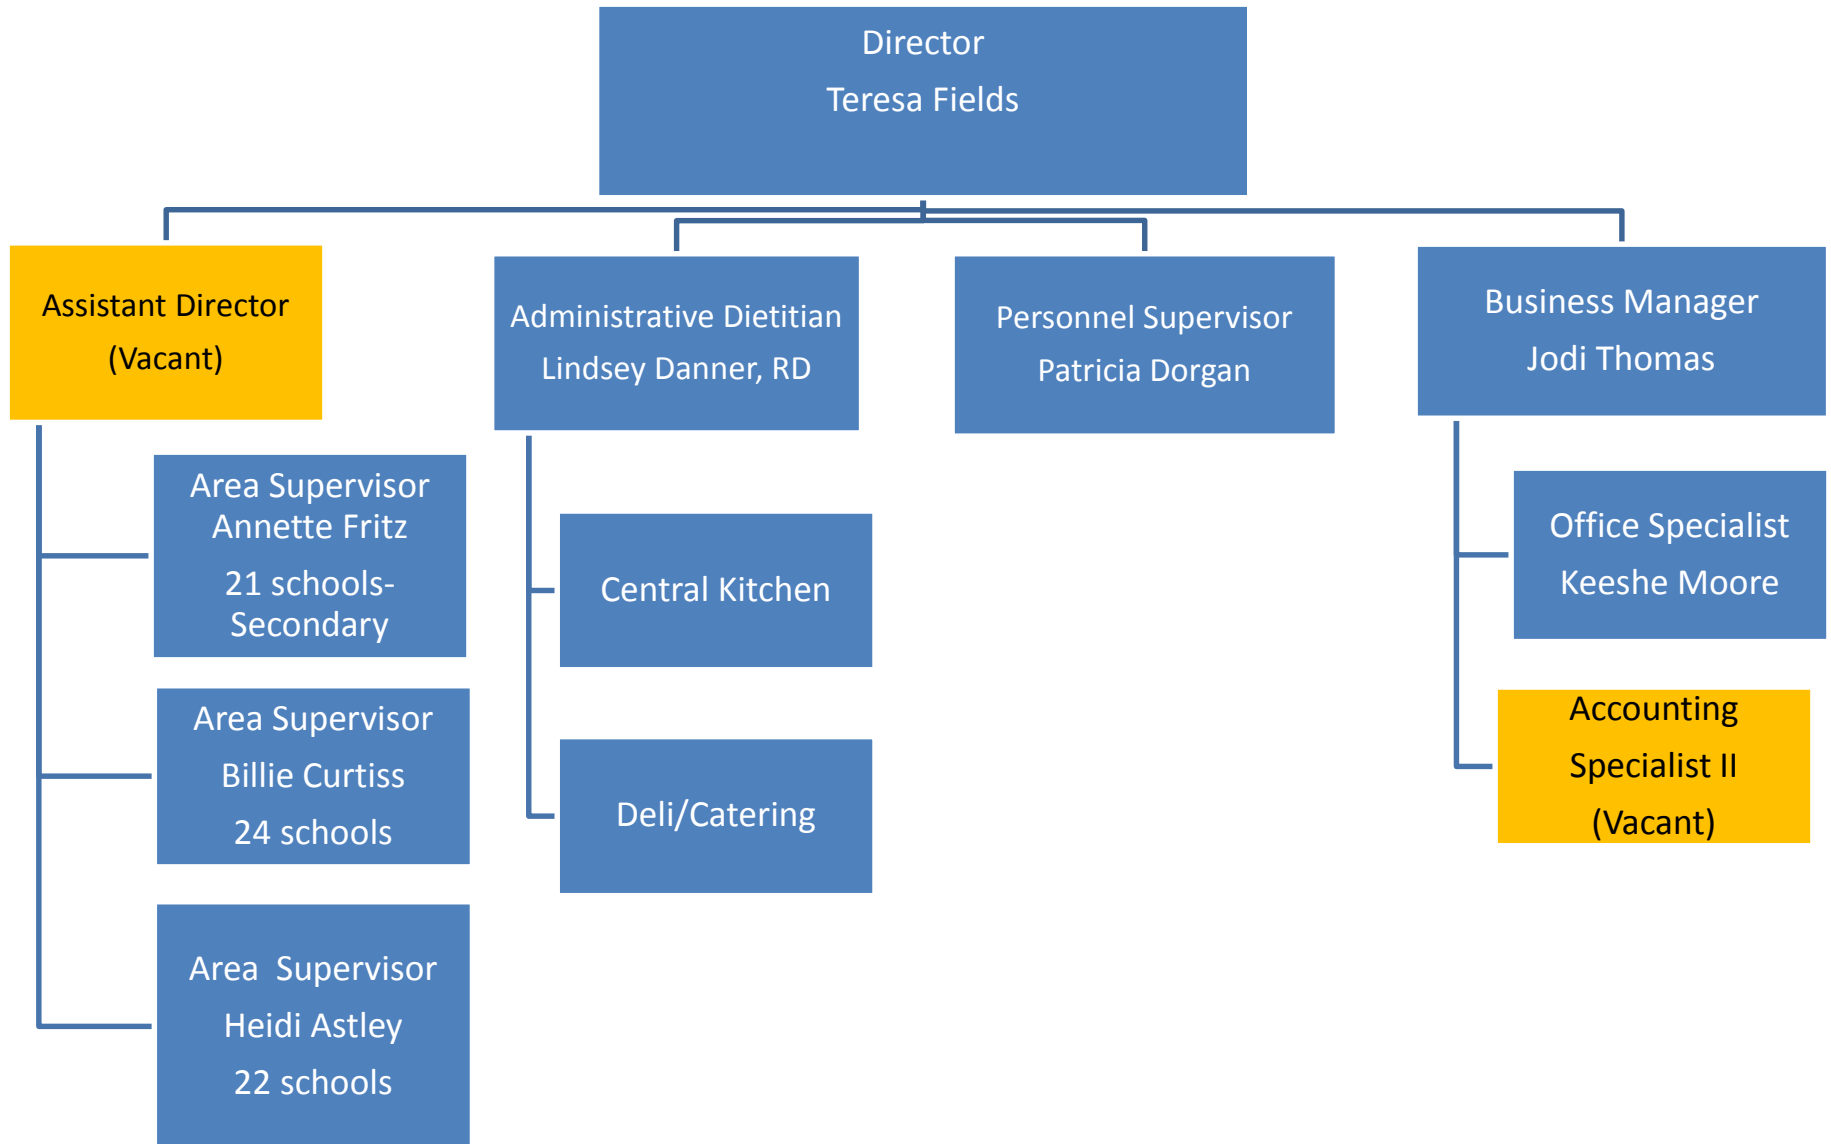 Director
Teresa Fields
Assistant Director
(Vacant)
Administrative Dietitian
Lindsey Danner, RD
Personnel Supervisor
Patricia Dorgan
Business Manager
Jodi Thomas
Area Supervisor
Annette Fritz
21 schools-
Secondary
Area Supervisor
Billie Curtiss
24 schools
Area  Supervisor
Heidi Astley
22 schools
Central Kitchen
Deli/Catering
Office Specialist
Keeshe Moore
Accounting
Specialist II
(Vacant)